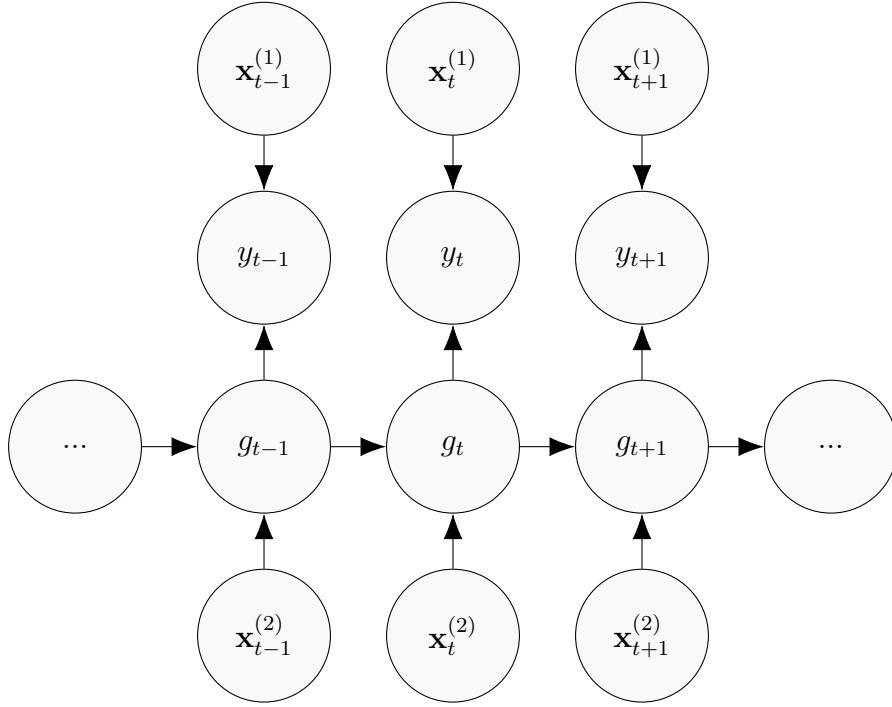 x_{t-1}^{(1)} x_t^{(1)} x_{t+1}^{(1)}
y_{t-1} y_t y_{t+1}
... g_{t-1} g_t g_{t+1} ...
x_{t-1}^{(2)} x_t^{(2)} x_{t+1}^{(2)}